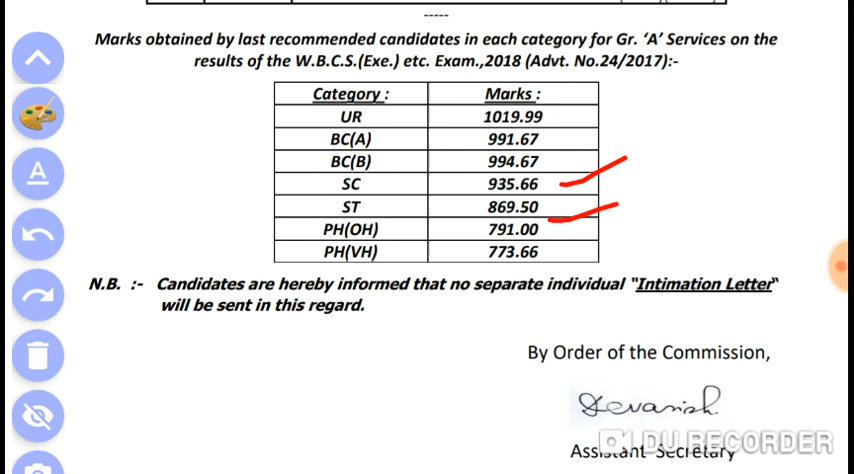 -----
Marks obtained by last recommended candidates in each category for Gr. ‘A’ Services on the
results of the W.B.C.S.(Exe.) etc. Exam.,2018 (Advt. No.24/2017):-
Category : Marks :
UR 1019.99
BC(A) 991.67
BC(B) 994.67
SC 935.66
ST 869.50
PH(OH) 791.00
PH(VH) 773.66
N.B. :- Candidates are hereby informed that no separate individual "Intimation Letter"
will be sent in this regard.
By Order of the Commission,
Devanish.
Assistant Secretary
DU RECORDER
A